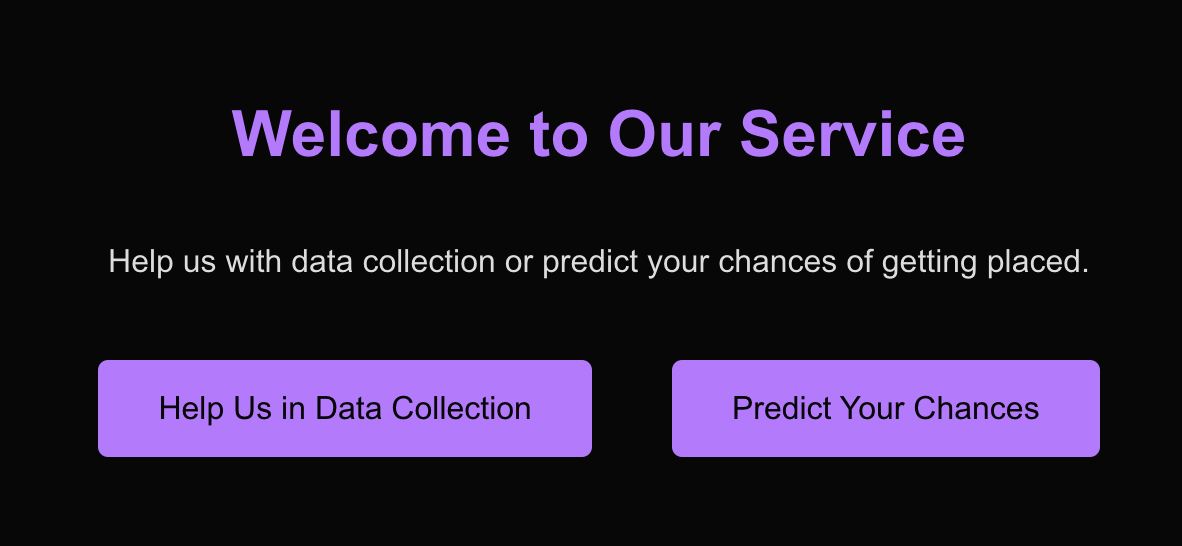 Welcome to Our Service
Help us with data collection or predict your chances of getting placed.
Help Us in Data Collection
Predict Your Chances